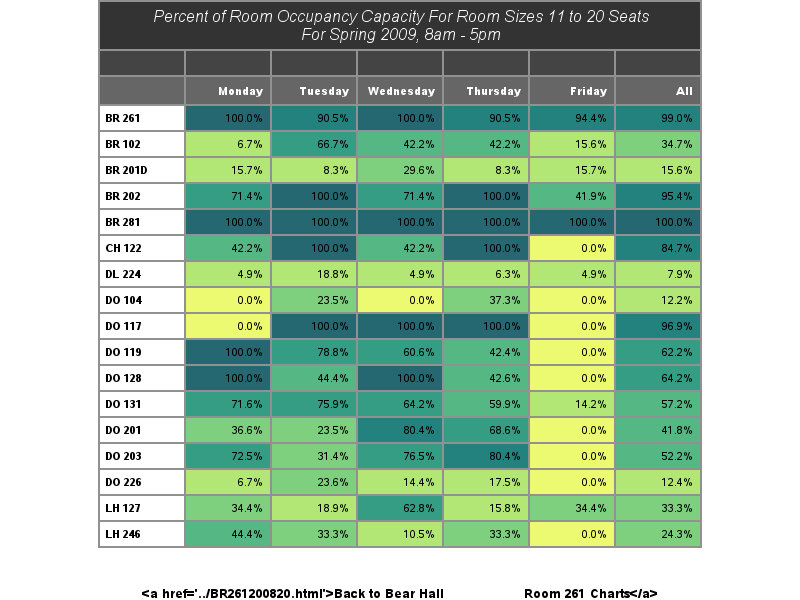 Percent of Room Occupancy Capacity For Room Sizes 11 to 20 Seats
For Spring 2009, 8am - 5pm
Monday Tuesday Wednesday Thursday Friday All
BR 261 100.0% 90.5% 100.0% 90.5% 94.4% 99.0%
BR 102 6.7% 66.7% 42.2% 42.2% 15.6% 34.7%
BR 201D 15.7% 8.3% 29.6% 8.3% 15.7% 15.6%
BR 202 71.4% 100.0% 71.4% 100.0% 41.9% 95.4%
BR 281 100.0% 100.0% 100.0% 100.0% 100.0% 100.0%
CH 122 42.2% 100.0% 42.2% 100.0% 0.0% 84.7%
DL 224 4.9% 18.8% 4.9% 6.3% 4.9% 7.9%
DO 104 0.0% 23.5% 0.0% 37.3% 0.0% 12.2%
DO 117 0.0% 100.0% 100.0% 100.0% 0.0% 96.9%
DO 119 100.0% 78.8% 60.6% 42.4% 0.0% 62.2%
DO 128 100.0% 44.4% 100.0% 42.6% 0.0% 64.2%
DO 131 71.6% 75.9% 64.2% 59.9% 14.2% 57.2%
DO 201 36.6% 23.5% 80.4% 68.6% 0.0% 41.8%
DO 203 72.5% 31.4% 76.5% 80.4% 0.0% 52.2%
DO 226 6.7% 23.6% 14.4% 17.5% 0.0% 12.4%
LH 127 34.4% 18.9% 62.8% 15.8% 34.4% 33.3%
LH 246 44.4% 33.3% 10.5% 33.3% 0.0% 24.3%
<a href='../BR261200820.html'>Back to Bear Hall Room 261 Charts</a>